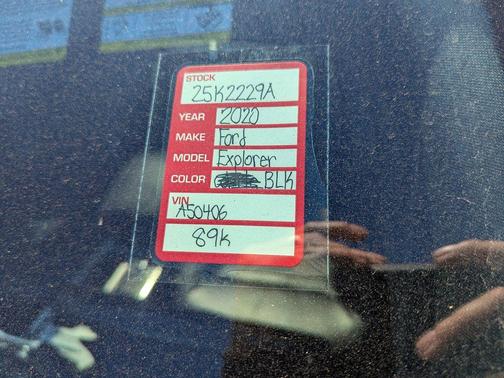 STOCK
25K2229A
YEAR 2020
MAKE Ford
MODEL Explorer
COLOR BLK
VIN
A50406
89k